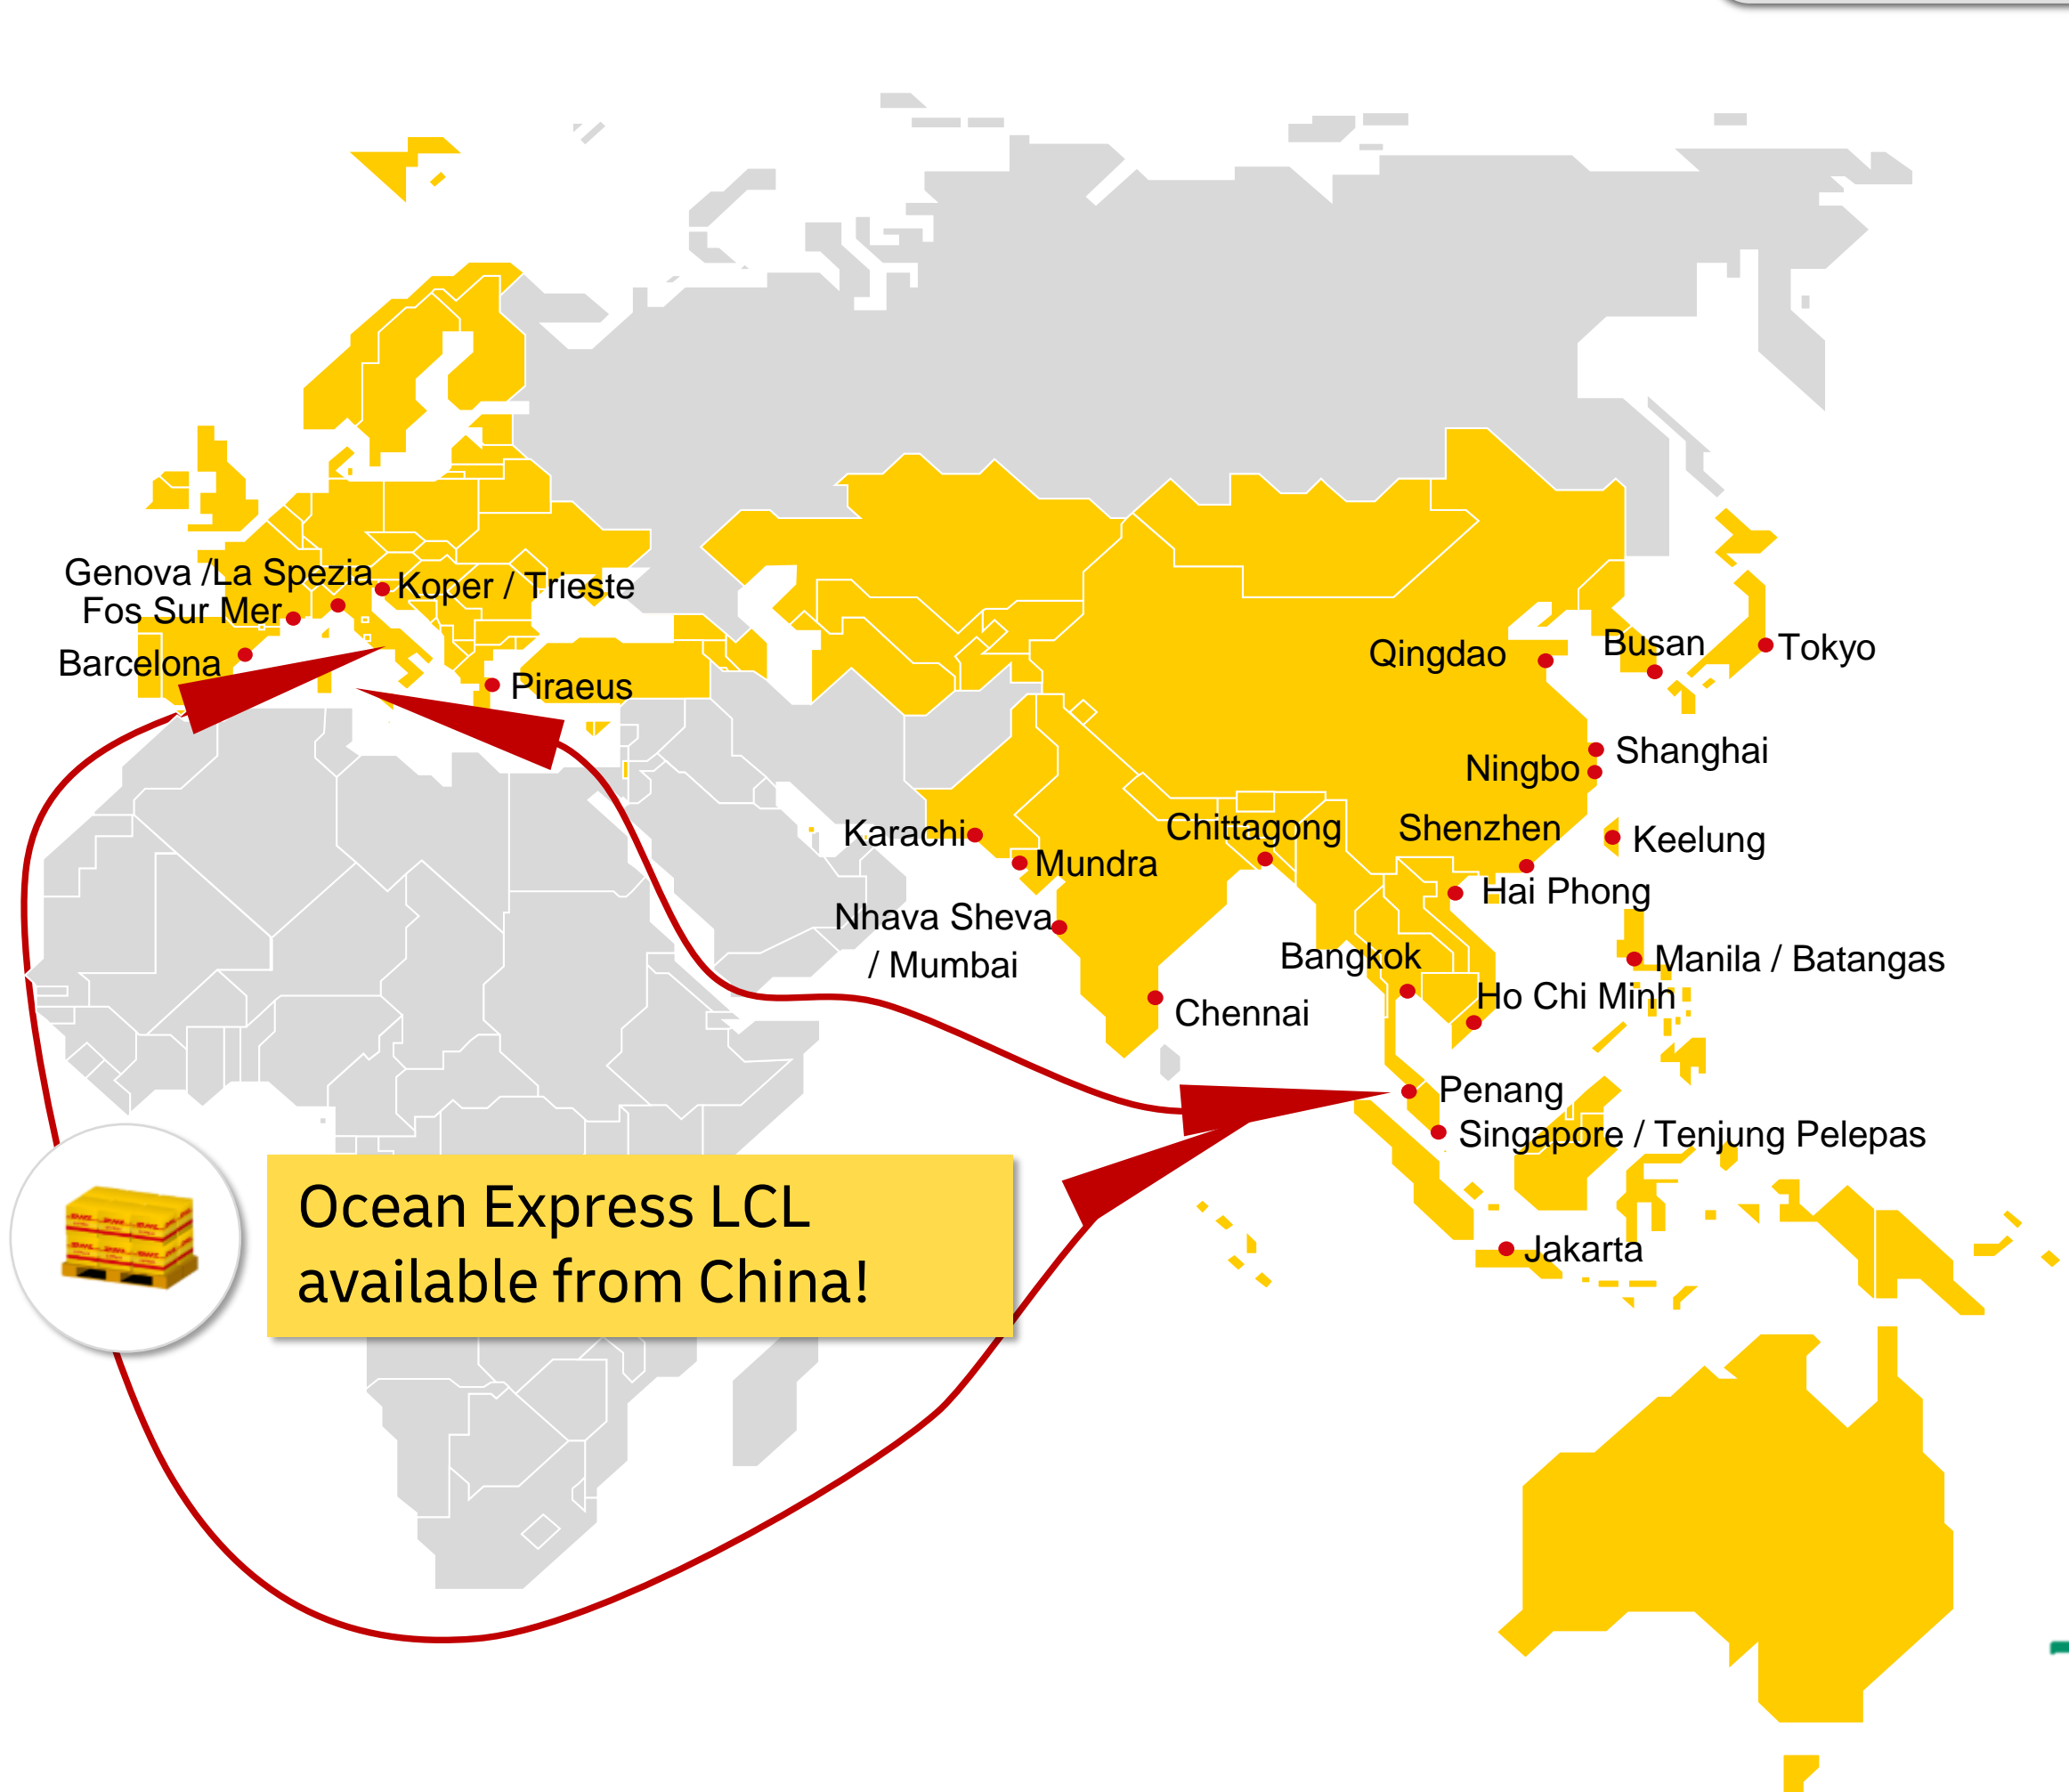 Genova /La Spezia
Koper / Trieste
Fos Sur Mer
Barcelona
Piraeus
Qingdao
Busan
Tokyo
Shanghai
Ningbo
Karachi
Chittagong
Shenzhen
Keelung
Mundra
Hai Phong
Nhava Sheva
/ Mumbai
Bangkok
Manila / Batangas
Ho Chi Minh
Chennai
Penang
Singapore / Tenjung Pelepas
Jakarta
Ocean Express LCL
available from China!